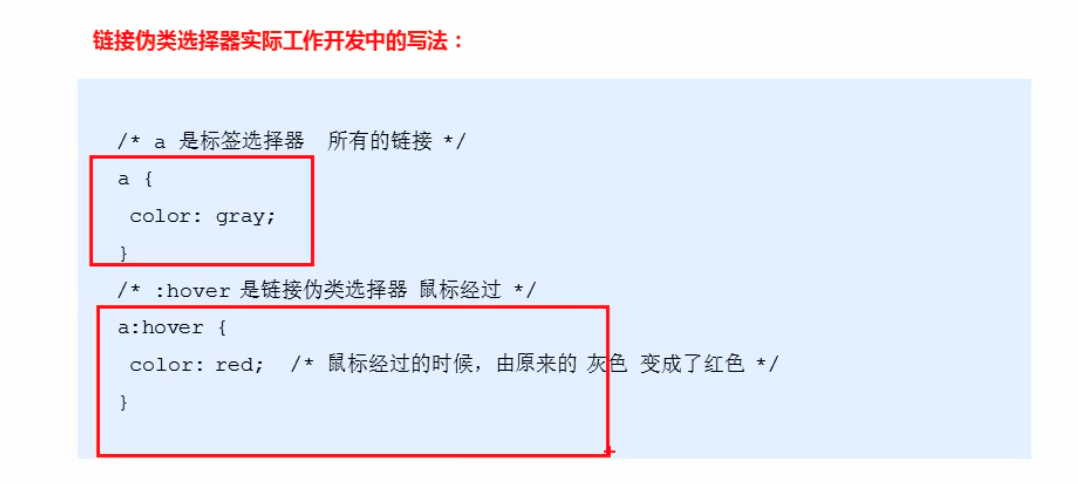 链接伪类选择器实际工作开发中的写法：
/* a 是标签选择器 所有的链接 */
a {
color: gray;
}
/* :hover 是链接伪类选择器 鼠标经过 */
a:hover {
color: red; /* 鼠标经过的时候，由原来的 灰色 变成了红色 */
}